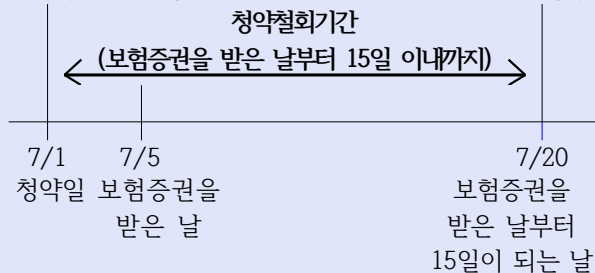 청약철회기간
(보험증권을 받은 날부터 15일 이내까지)
7/1 7/5 7/20
청약일 보험증권을 보험증권을
받은 날 받은 날부터
15일이 되는 날